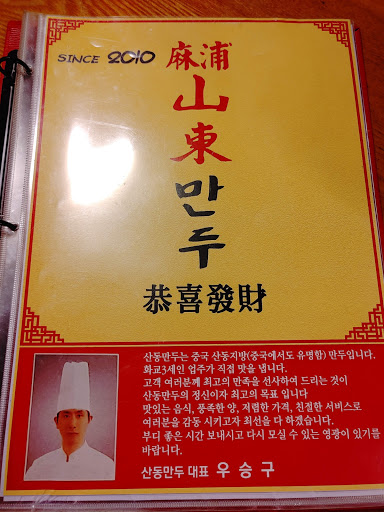 SINCE 2010
麻浦
山
東
만
두
恭喜發財
산동만두는 중국 산동지방(중국에서도 유명함) 만두입니다.
화교3세인 업주가 직접 맛을 냅니다.
고객 여러분께 최고의 만족을 선사하여 드리는 것이
산동만두의 정신이자 최고의 목표 입니다
맛있는 음식, 풍족한 양, 저렴한 가격, 친절한 서비스로
여러분을 감동 시키고자 최선을 다 하겠습니다.
부디 좋은 시간 보내시고 다시 모실 수 있는 영광이 있기를
바랍니다.
산동만두 대표 우승구